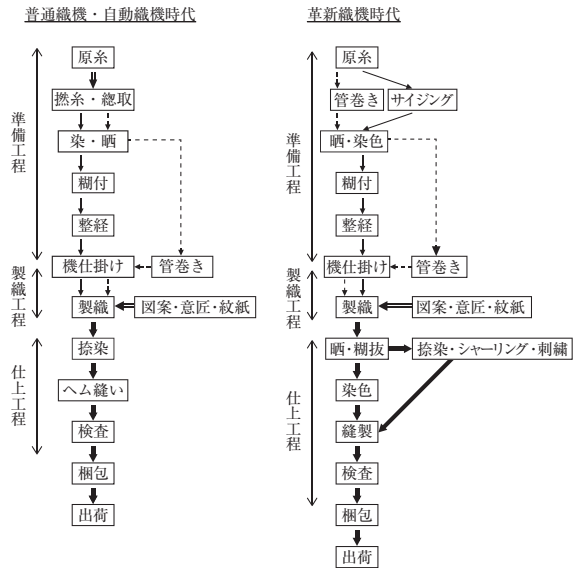 普通織機・自動織機時代
準備工程
製織工程
仕上工程
原糸
撚糸・綛取
染・晒
糊付
整経
機仕掛け
管巻き
製織
図案・意匠・紋紙
捺染
ヘム縫い
検査
梱包
出荷
革新織機時代
準備工程
製織工程
仕上工程
原糸
管巻き
サイジング
晒・染色
糊付
整経
機仕掛け
管巻き
製織
図案・意匠・紋紙
晒・糊抜
捺染・シャーリング・刺繍
染色
縫製
検査
梱包
出荷